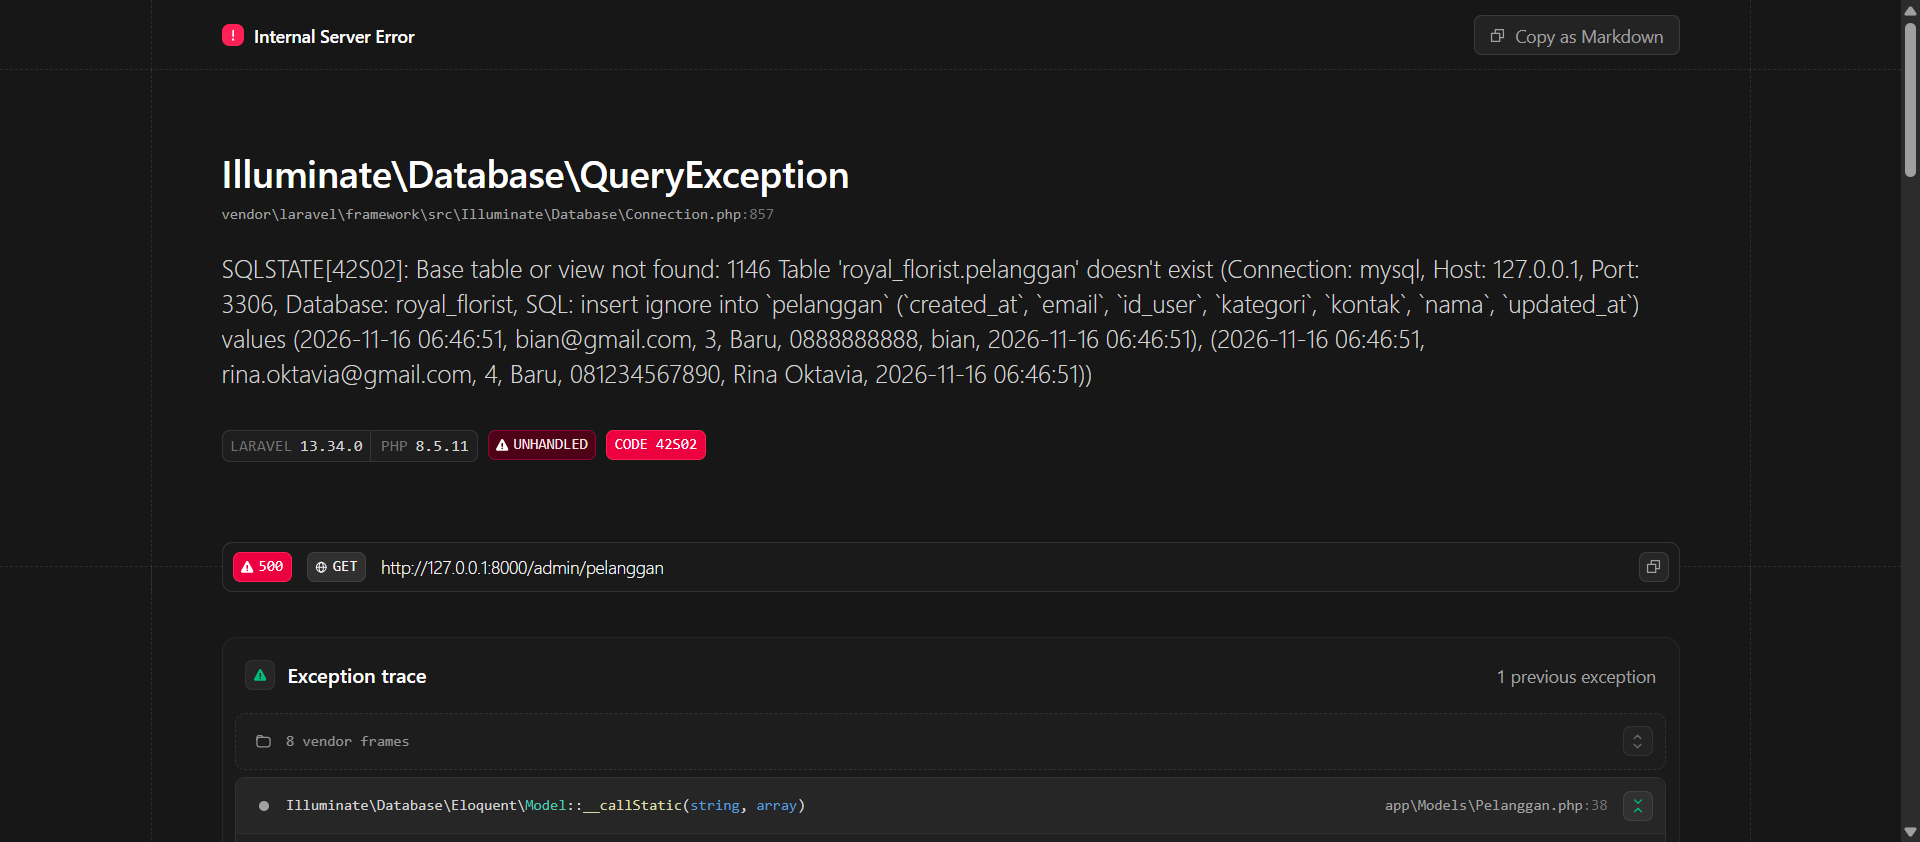 Internal Server Error
Copy as Markdown
Illuminate\Database\QueryException
vendor\laravel\framework\src\Illuminate\Database\Connection.php:857
SQLSTATE[42S02]: Base table or view not found: 1146 Table 'royal_florist.pelanggan' doesn't exist (Connection: mysql, Host: 127.0.0.1, Port:
3306, Database: royal_florist, SQL: insert ignore into `pelanggan` (`created_at`, `email`, `id_user`, `kategori`, `kontak`, `nama`, `updated_at`)
values (2026-11-16 06:46:51, bian@gmail.com, 3, Baru, 0888888888, bian, 2026-11-16 06:46:51), (2026-11-16 06:46:51,
rina.oktavia@gmail.com, 4, Baru, 081234567890, Rina Oktavia, 2026-11-16 06:46:51))
LARAVEL 13.34.0 PHP 8.5.11 UNHANDLED CODE 42S02
500 GET http://127.0.0.1:8000/admin/pelanggan
Exception trace
1 previous exception
8 vendor frames
Illuminate\Database\Eloquent\Model::__callStatic(string, array)
app\Models\Pelanggan.php:38